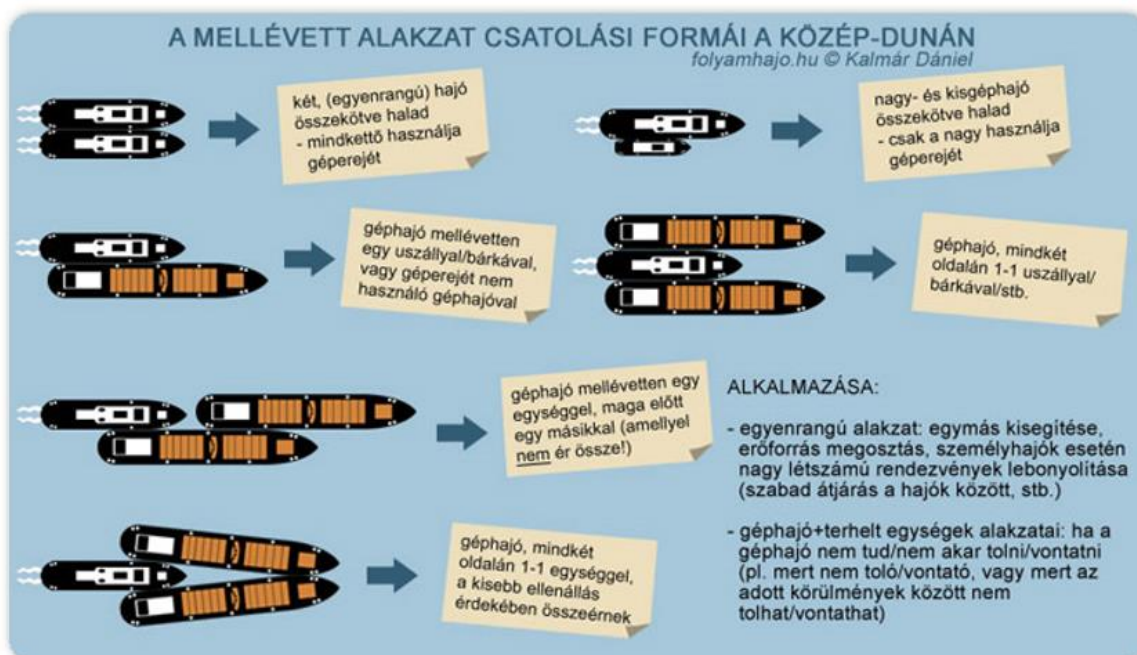 A MELLÉVETT ALAKZAT CSATOLÁSI FORMÁI A KÖZÉP-DUNÁN
folyamhajo.hu © Kalmár Dániel
két, (egyenrangú) hajó
összekötve halad
- mindkettő használja
géperejét
nagy- és kisgéphajó
összekötve halad
- csak a nagy használja
géperejét
géphajó mellévetten
egy uszállyal/bárkával,
vagy géperejét nem
használó géphajóval
géphajó, mindkét
oldalán 1-1 uszállyal/
bárkával/stb.
géphajó mellévetten egy
egységgel, maga előtt
egy másikkal (amellyel
nem ér össze!)
géphajó, mindkét
oldalán 1-1 egységgel,
a kisebb ellenállás
érdekében összeérnek
ALKALMAZÁSA:
- egyenrangú alakzat: egymás kisegítése,
erőforrás megosztás, személyhajók esetén
nagy létszámú rendezvények lebonyolítása
(szabad átjárás a hajók között, stb.)
- géphajó+terhelt egységek alakzatai: ha a
géphajó nem tud/nem akar tolni/vontatni
(pl. mert nem toló/vontató, vagy mert az
adott körülmények között nem
tolhat/vontathat)